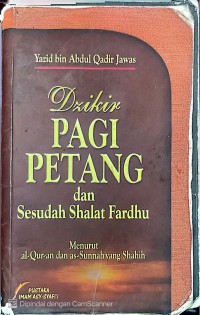 Yazid bin Abdul Qadir Jawas
Dzikir
PAGI
PETANG
dan
Sesudah Shalat Fardhu
Menurut
al-Qur-an dan as-Sunnah yang Shahih
PUSTAKA
IMAM ASY-SYAFI'I
Dipindai dengan CamScanner